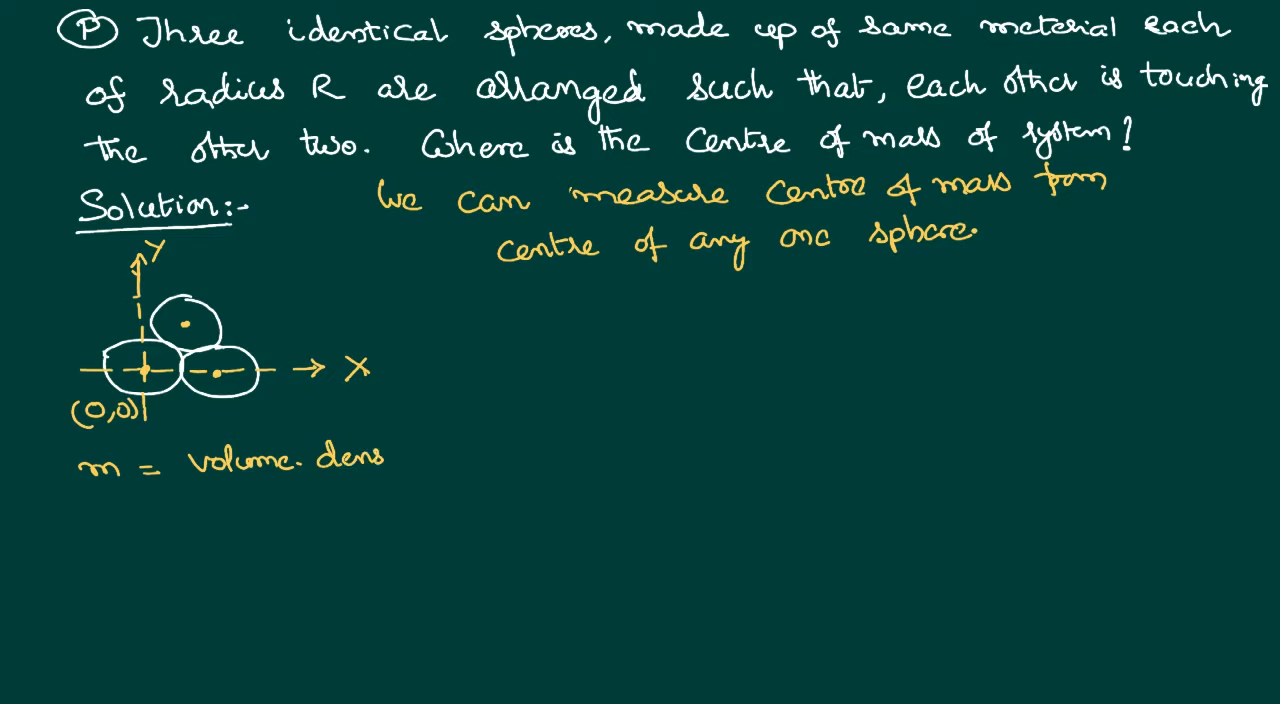 (P) Three identical spheres, made up of same meterial each
of radius R are arranged such that, each other is touching
the other two. Where is the Centre of mass of system?
Solution:- We can measure Centre of mass from
centre of any one sphere.
Y
X
(0,0)
m = volume. dens